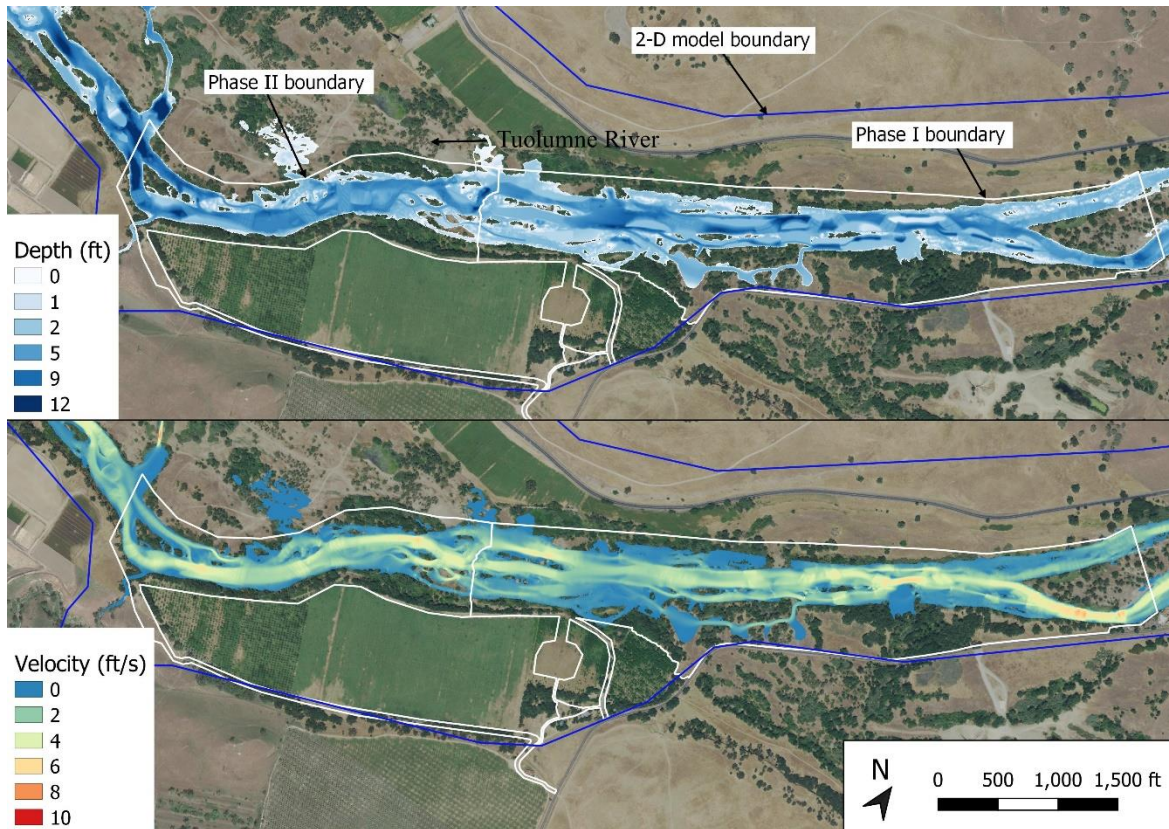 2-D model boundary
Phase II boundary
Tuolumne River
Phase I boundary
Depth (ft)
0
1
2
5
9
12
Velocity (ft/s)
0
2
4
6
8
10
N
0 500 1,000 1,500 ft